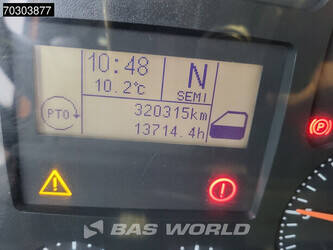 70303877
10:48
N
10.2°C
SEMI
PTO
320315km
13714.4h
P
BAS WORLD